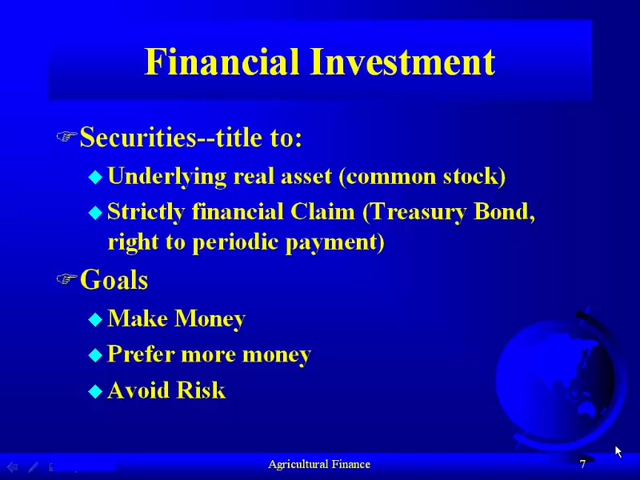 Financial Investment
Securities--title to:
Underlying real asset (common stock)
Strictly financial Claim (Treasury Bond,
right to periodic payment)
Goals
Make Money
Prefer more money
Avoid Risk
Agricultural Finance
7